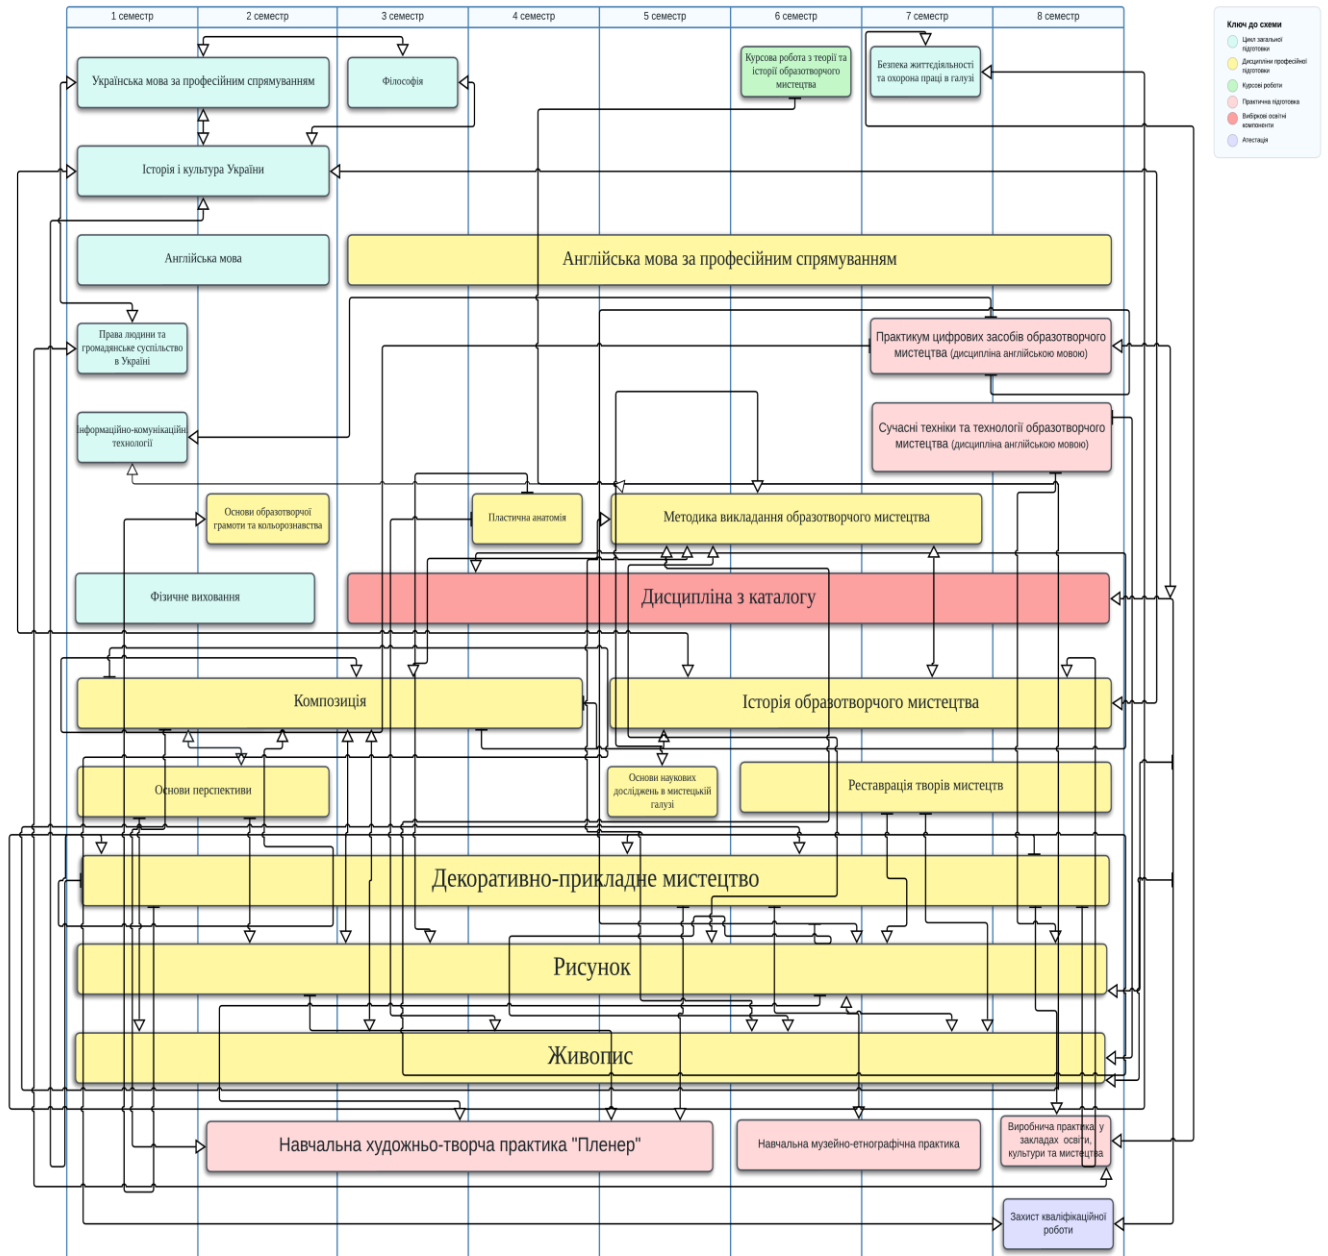 1 семестр
2 семестр
3 семестр
4 семестр
5 семестр
6 семестр
7 семестр
8 семестр
Ключ до схеми
Цикл загальної
підготовки
Дисципліни професійної
підготовки
Курсові роботи
Практична підготовка
Вибіркові освітні
компоненти
Атестація
Українська мова за професійним спрямуванням
Філософія
Курсова робота з теорії та
історії образотворчого
мистецтва
Безпека життєдіяльності
та охорона праці в галузі
Історія і культура України
Англійська мова
Англійська мова за професійним спрямуванням
Права людини та
громадянське суспільство
в Україні
Практикум цифрових засобів образотворчого
мистецтва (дисципліна англійською мовою)
Інформаційно-комунікаційні
технології
Сучасні техніки та технології образотворчого
мистецтва (дисципліна англійською мовою)
Основи образотворчої
грамоти та кольорознавства
Пластична анатомія
Методика викладання образотворчого мистецтва
Фізичне виховання
Дисципліна з каталогу
Композиція
Історія образотворчого мистецтва
Основи перспективи
Основи наукових
досліджень в мистецькій
галузі
Реставрація творів мистецтв
Декоративно-прикладне мистецтво
Рисунок
Живопис
Навчальна художньо-творча практика "Пленер"
Навчальна музейно-етнографічна практика
Виробнича практика у
закладах освіти,
культури та мистецтва
Захист кваліфікаційної
роботи